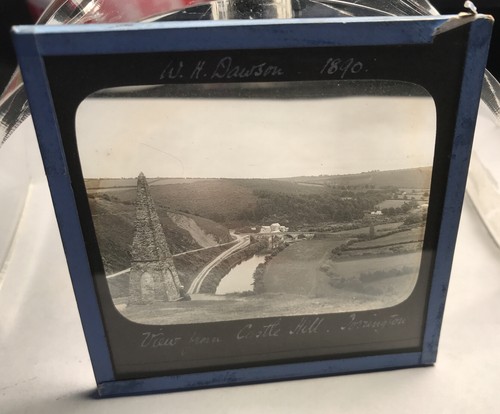 W. H. Dawson 1890.
View from Castle Hill. Torrington